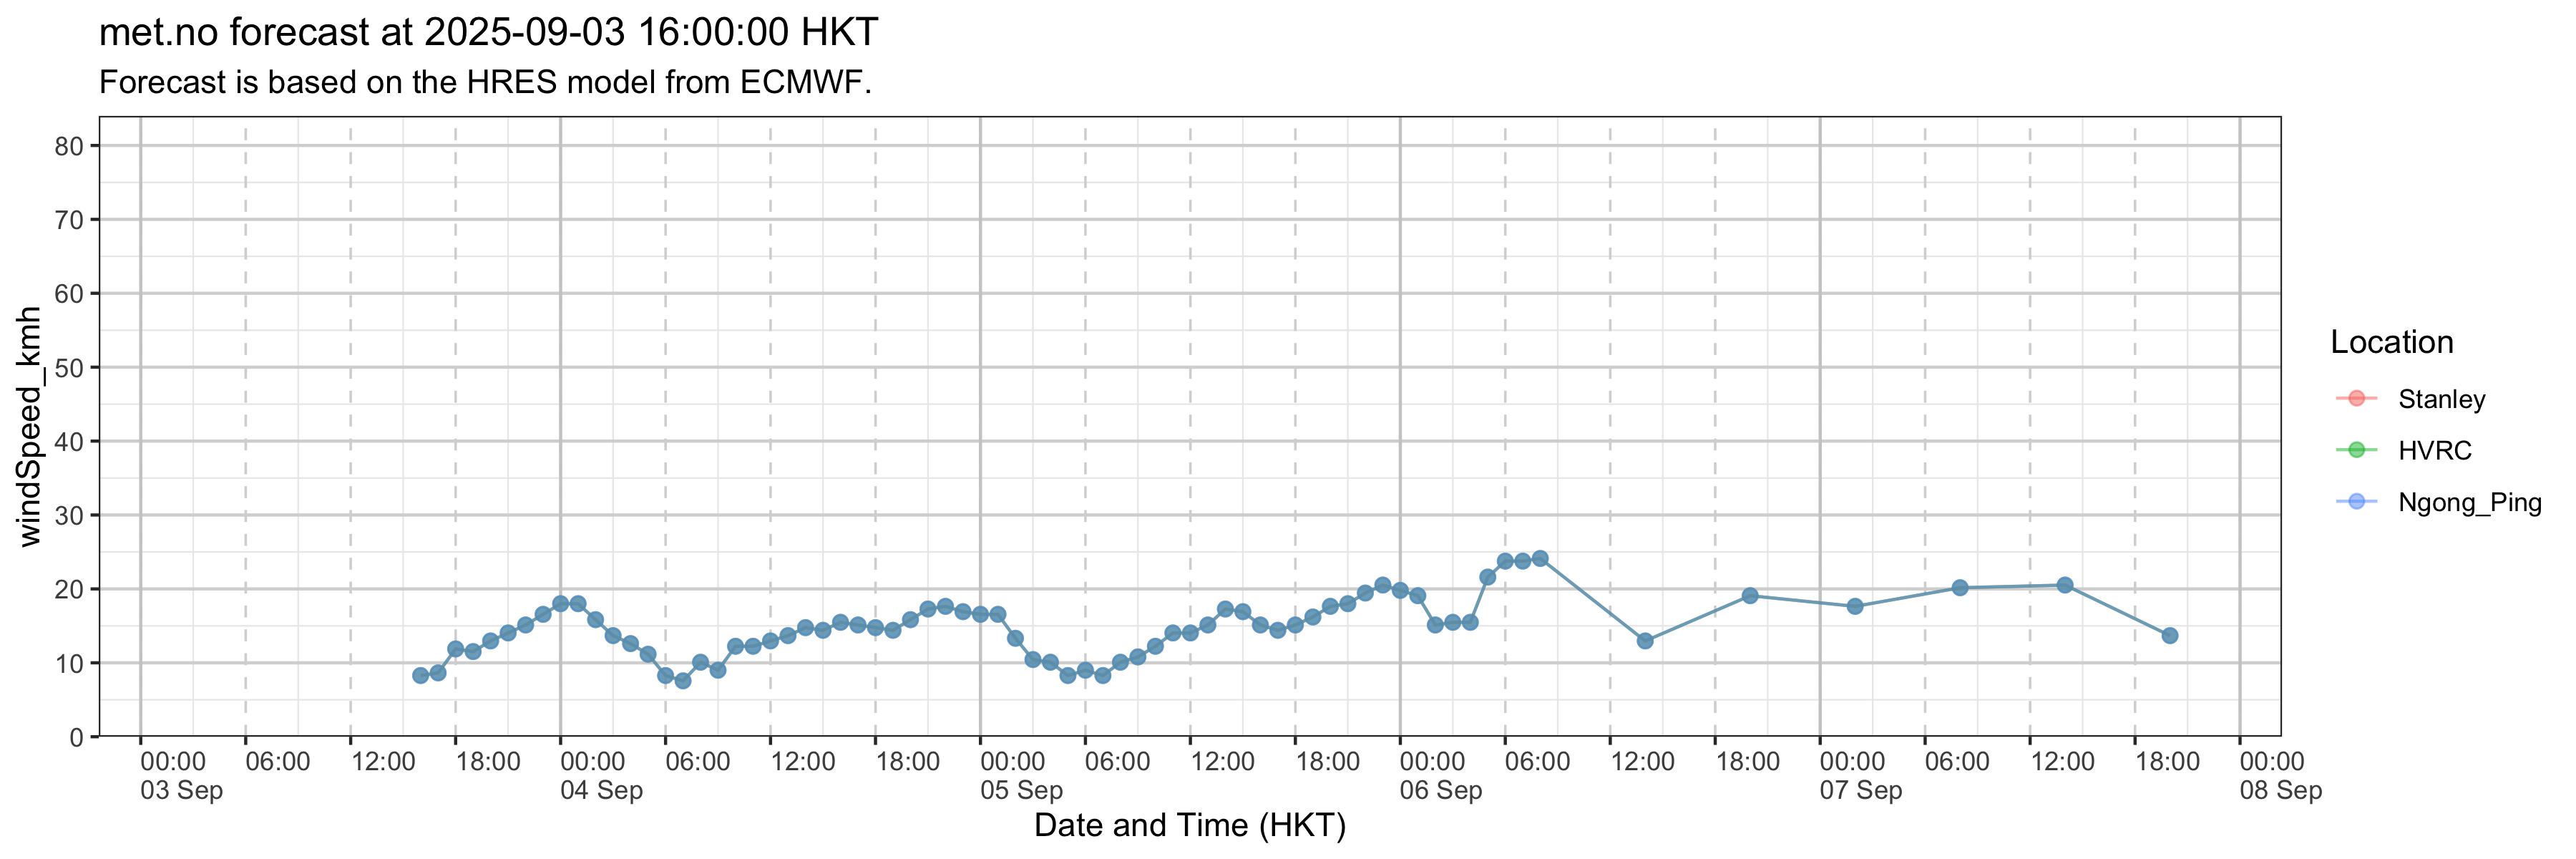 met.no forecast at 2025-09-03 16:00:00 HKT
Forecast is based on the HRES model from ECMWF.
windSpeed_kmh
80
70
60
50
40
30
20
10
0
00:00 06:00 12:00 18:00 00:00 06:00 12:00 18:00 00:00 06:00 12:00 18:00 00:00 06:00 12:00 18:00 00:00 06:00 12:00 18:00 00:00
03 Sep 04 Sep 05 Sep 06 Sep 07 Sep 08 Sep
Date and Time (HKT)
Location
Stanley
HVRC
Ngong_Ping